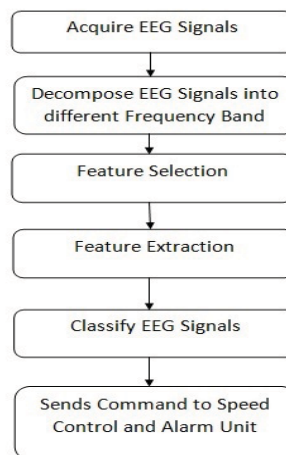 Acquire EEG Signals
Decompose EEG Signals into
different Frequency Band
Feature Selection
Feature Extraction
Classify EEG Signals
Sends Command to Speed
Control and Alarm Unit